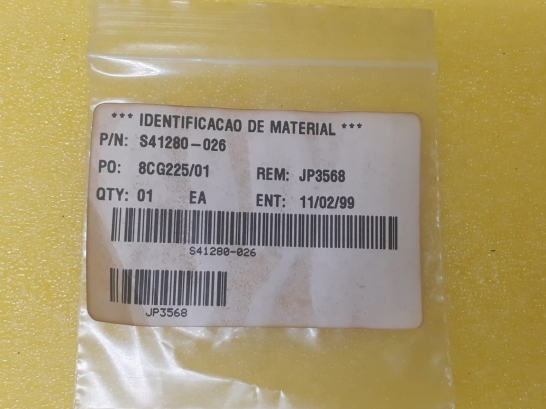 *** IDENTIFICACAO DE MATERIAL ***
P/N: S41280-026
PO: 8CG225/01 REM: JP3568
QTY: 01 EA ENT: 11/02/99
S41280-026
JP3568